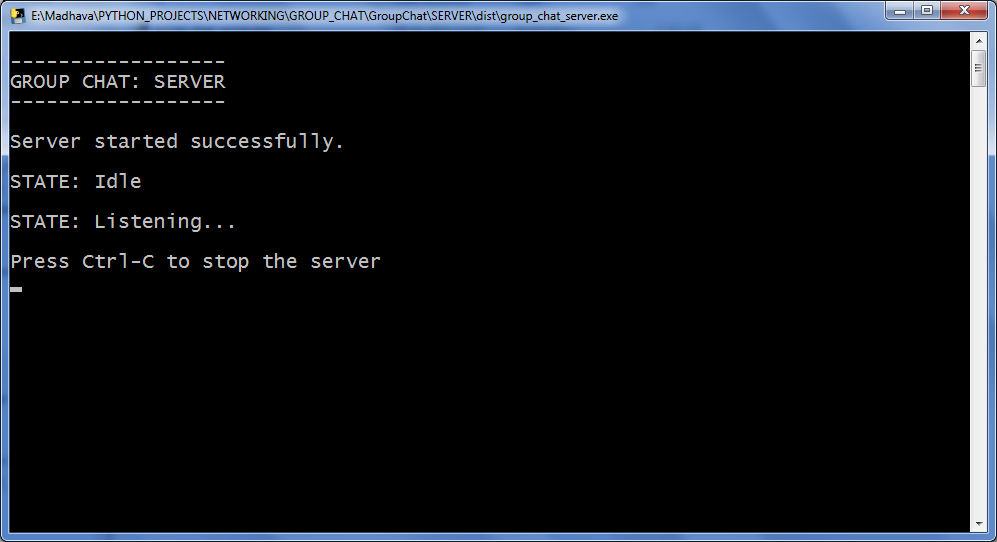 E:\Madhava\PYTHON_PROJECTS\NETWORKING\GROUP_CHAT\GroupChat\SERVER\dist\group_chat_server.exe
------------------
GROUP CHAT: SERVER
------------------
Server started successfully.
STATE: Idle
STATE: Listening...
Press Ctrl-C to stop the server